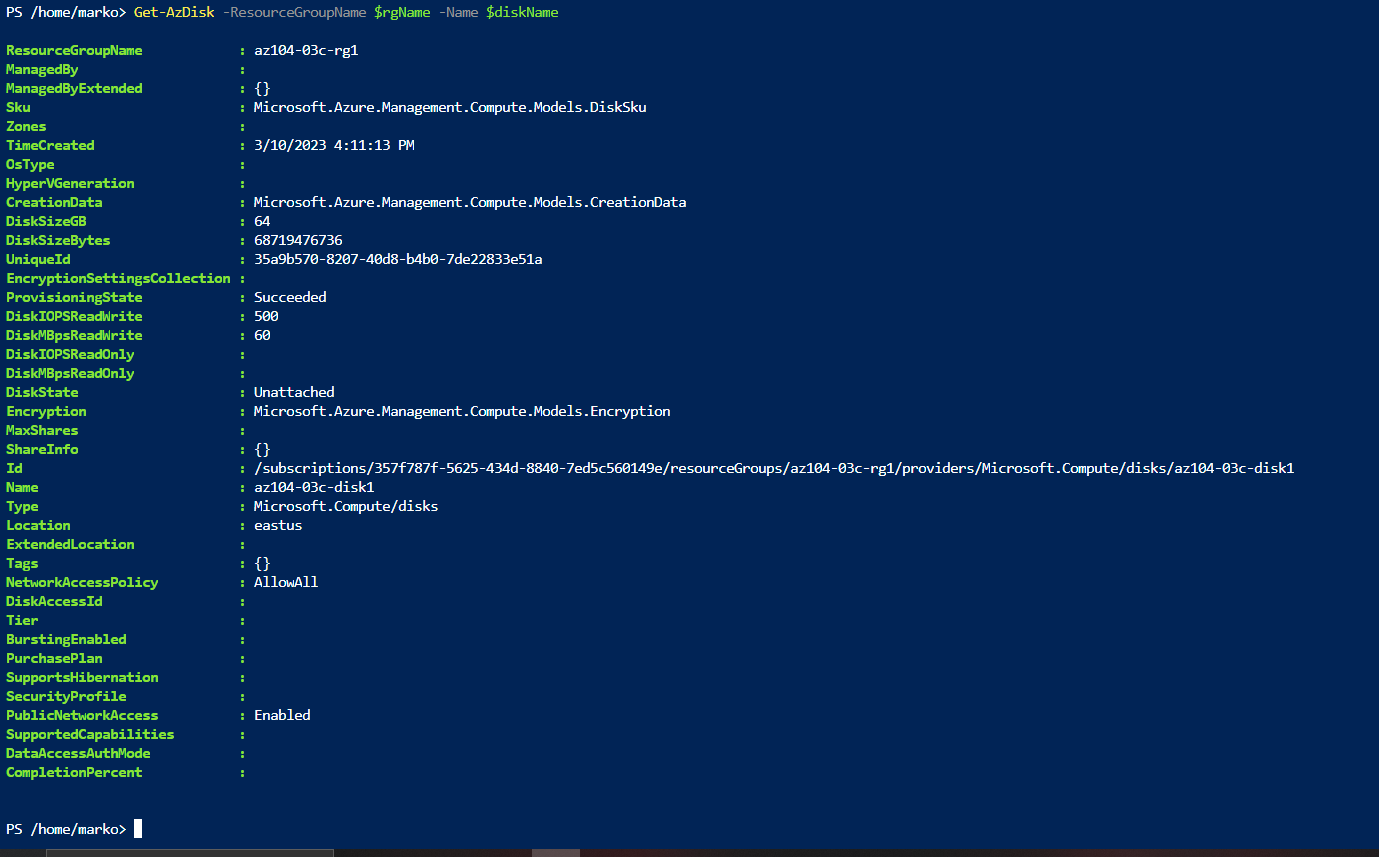 PS /home/marko> Get-AzDisk -ResourceGroupName $rgName -Name $diskName
ResourceGroupName : az104-03c-rg1
ManagedBy :
ManagedByExtended : {}
Sku : Microsoft.Azure.Management.Compute.Models.DiskSku
Zones :
TimeCreated : 3/10/2023 4:11:13 PM
OsType :
HyperVGeneration :
CreationData : Microsoft.Azure.Management.Compute.Models.CreationData
DiskSizeGB : 64
DiskSizeBytes : 68719476736
UniqueId : 35a9b570-8207-40d8-b4b0-7de22833e51a
EncryptionSettingsCollection :
ProvisioningState : Succeeded
DiskIOPSReadWrite : 500
DiskMBpsReadWrite : 60
DiskIOPSReadOnly :
DiskMBpsReadOnly :
DiskState : Unattached
Encryption : Microsoft.Azure.Management.Compute.Models.Encryption
MaxShares :
ShareInfo : {}
Id : /subscriptions/357f787f-5625-434d-8840-7ed5c560149e/resourceGroups/az104-03c-rg1/providers/Microsoft.Compute/disks/az104-03c-disk1
Name : az104-03c-disk1
Type : Microsoft.Compute/disks
Location : eastus
ExtendedLocation :
Tags : {}
NetworkAccessPolicy : AllowAll
DiskAccessId :
Tier :
BurstingEnabled :
PurchasePlan :
SupportsHibernation :
SecurityProfile :
PublicNetworkAccess : Enabled
SupportedCapabilities :
DataAccessAuthMode :
CompletionPercent :
PS /home/marko>